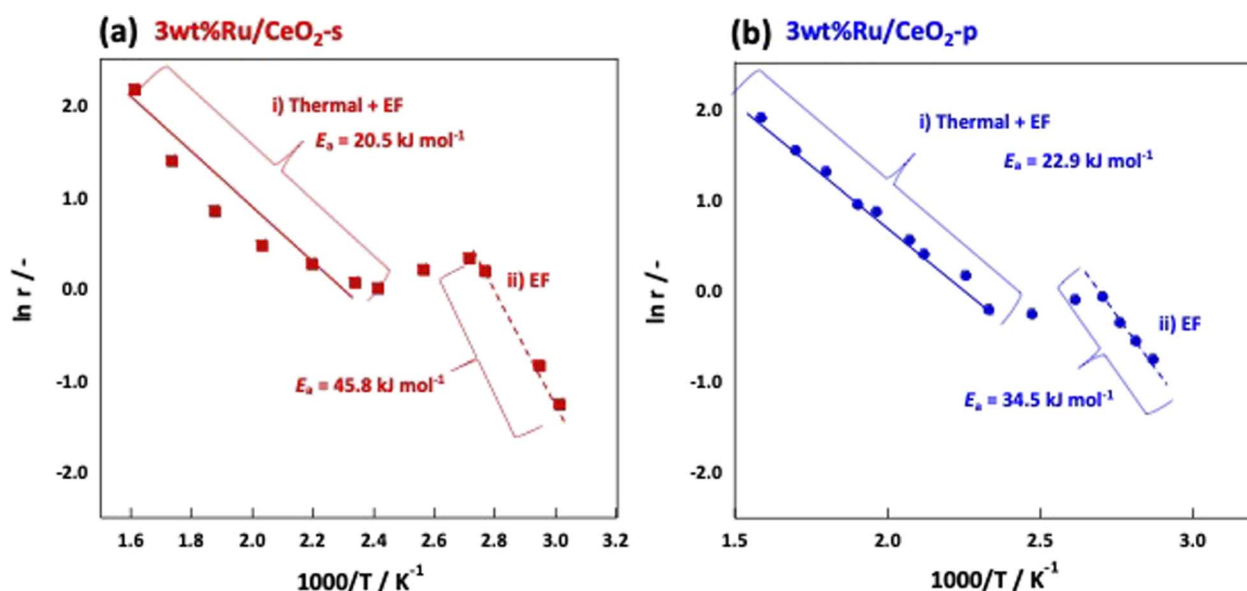 (a) 3wt%Ru/CeO₂-s
2.0
1.0
0.0
-1.0
-2.0
ln r / -
i) Thermal + EF
Eₐ = 20.5 kJ mol⁻¹
ii) EF
Eₐ = 45.8 kJ mol⁻¹
1.6 1.8 2.0 2.2 2.4 2.6 2.8 3.0 3.2
1000/T / K⁻¹
(b) 3wt%Ru/CeO₂-p
2.0
1.0
0.0
-1.0
-2.0
ln r / -
i) Thermal + EF
Eₐ = 22.9 kJ mol⁻¹
ii) EF
Eₐ = 34.5 kJ mol⁻¹
1.5 2.0 2.5 3.0
1000/T / K⁻¹